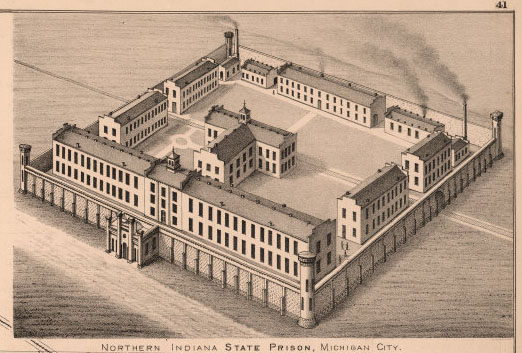 41
NORTHERN INDIANA STATE PRISON, MICHIGAN CITY.